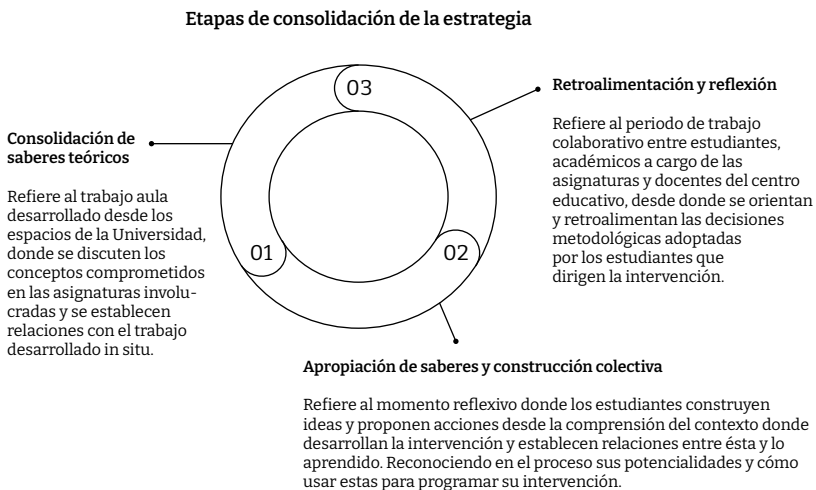 Etapas de consolidación de la estrategia
03
Retroalimentación y reflexión
Refiere al periodo de trabajo
colaborativo entre estudiantes,
académicos a cargo de las
asignaturas y docentes del centro
educativo, desde donde se orientan
y retroalimentan las decisiones
metodológicas adoptadas
por los estudiantes que
dirigen la intervención.
Consolidación de
saberes teóricos
Refiere al trabajo aula
desarrollado desde los
espacios de la Universidad,
donde se discuten los
conceptos comprometidos
en las asignaturas involu-
cradas y se establecen
relaciones con el trabajo
desarrollado in situ.
01
02
Apropiación de saberes y construcción colectiva
Refiere al momento reflexivo donde los estudiantes construyen
ideas y proponen acciones desde la comprensión del contexto donde
desarrollan la intervención y establecen relaciones entre ésta y lo
aprendido. Reconociendo en el proceso sus potencialidades y cómo
usar estas para programar su intervención.